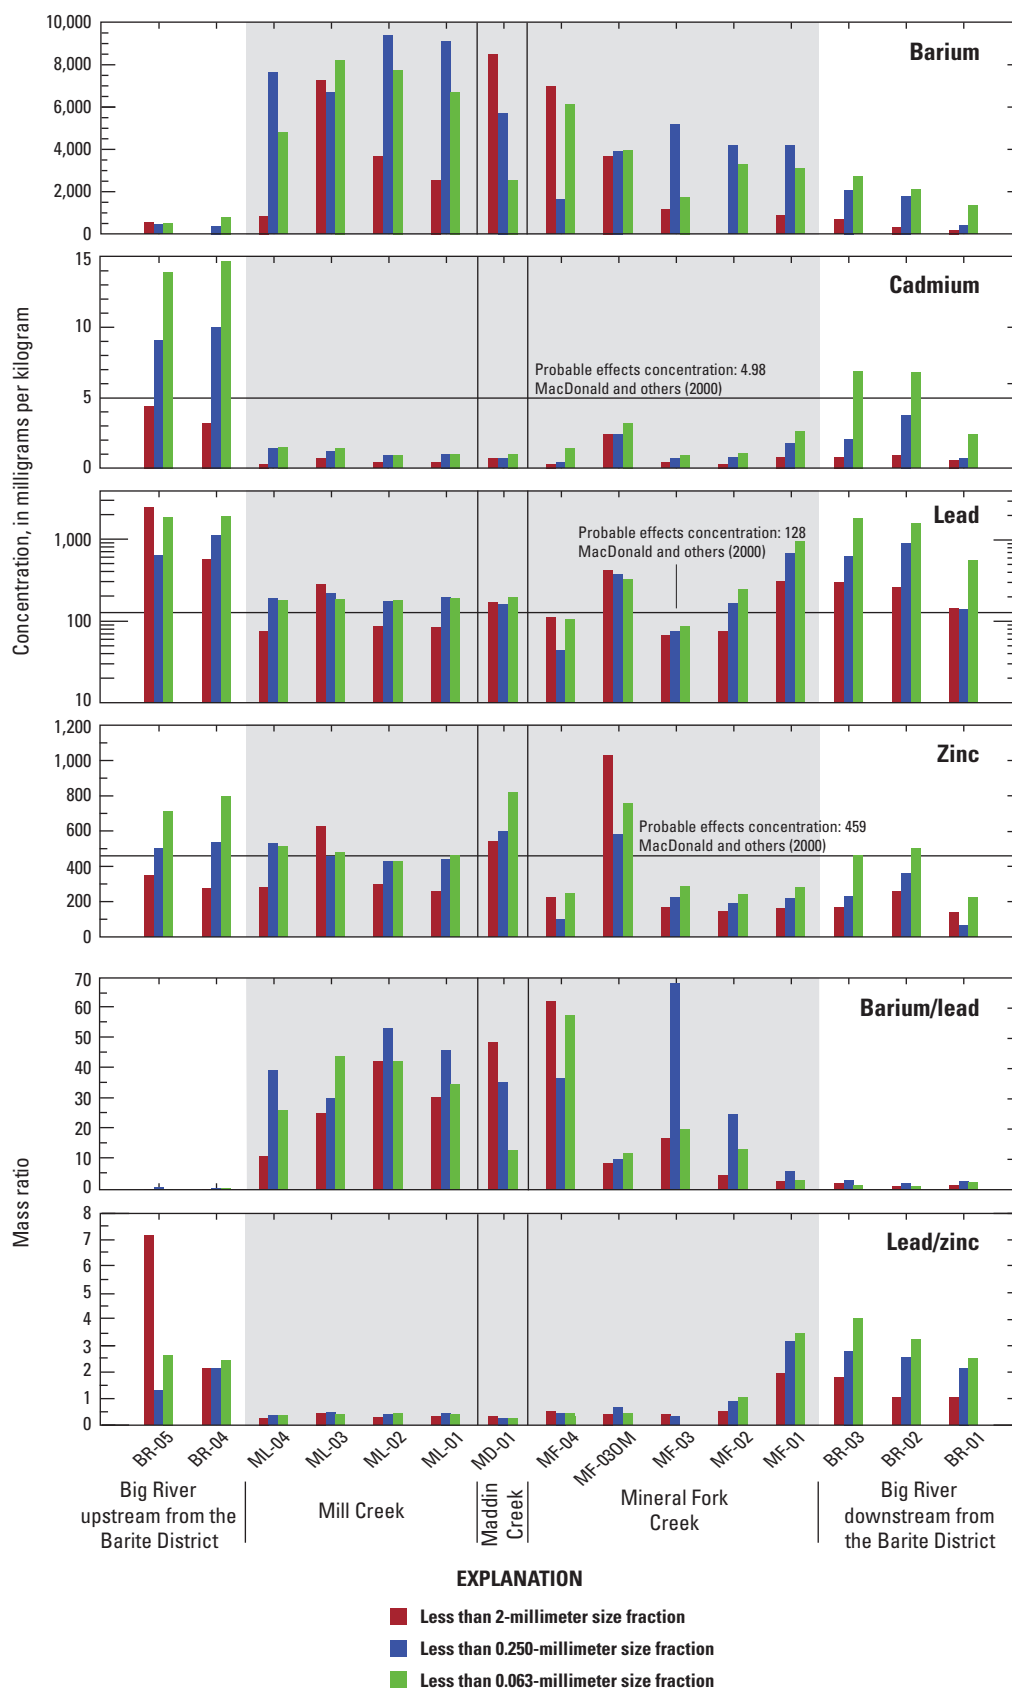 10,000
8,000
6,000
4,000
2,000
0
Barium
15
10
5
0
Cadmium
Probable effects concentration: 4.98
MacDonald and others (2000)
Concentration, in milligrams per kilogram
1,000
100
10
Lead
Probable effects concentration: 128
MacDonald and others (2000)
1,200
1,000
800
600
400
200
0
Zinc
Probable effects concentration: 459
MacDonald and others (2000)
70
60
50
40
30
20
10
0
Barium/lead
Mass ratio
8
7
6
5
4
3
2
1
0
Lead/zinc
BR-05
BR-04
ML-04
ML-03
ML-02
ML-01
MD-01
MF-04
MF-03OM
MF-03
MF-02
MF-01
BR-03
BR-02
BR-01
Big River
upstream from the
Barite District
Mill Creek
Maddin
Creek
Mineral Fork
Creek
Big River
downstream from
the Barite District
EXPLANATION
Less than 2-millimeter size fraction
Less than 0.250-millimeter size fraction
Less than 0.063-millimeter size fraction